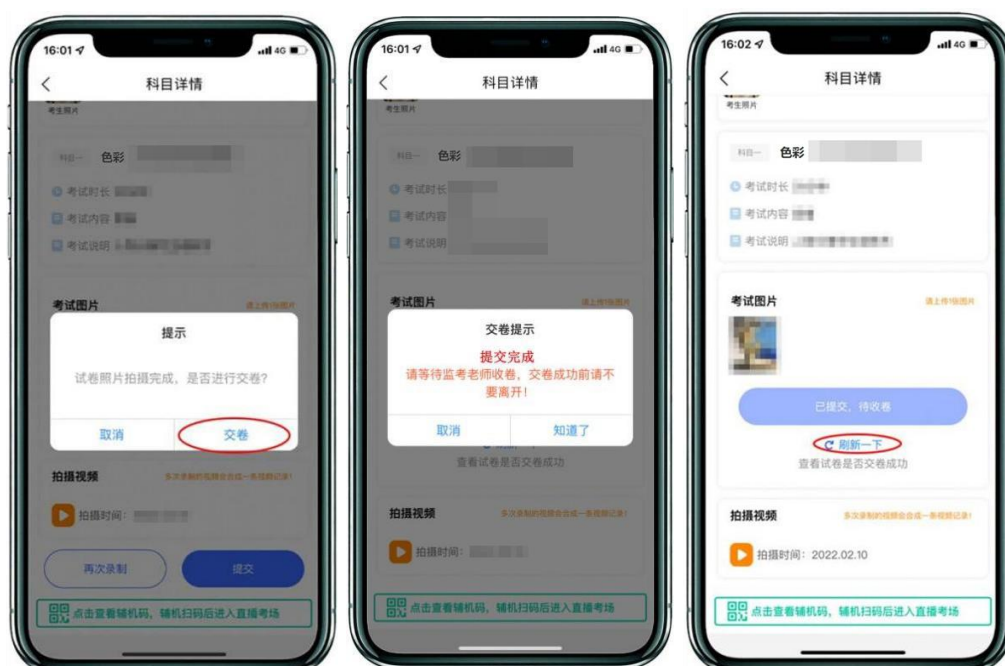 16:01
4G
科目详情
考生照片
科目一 色彩
考试时长
考试内容
考试说明
考试图片 请上传1张图片
提示
试卷照片拍摄完成，是否进行交卷?
取消 交卷
拍摄视频 多次录制的视频会合成一条视频记录!
拍摄时间：
再次录制 提交
点击查看辅机码，辅机扫码后进入直播考场
16:01
4G
科目详情
考生照片
科目一 色彩
考试时长
考试内容
考试说明
考试图片 请上传1张图片
交卷提示
提交完成
请等待监考老师收卷，交卷成功前请不
要离开!
取消 知道了
刷新一下
查看试卷是否交卷成功
拍摄视频 多次录制的视频会合成一条视频记录!
拍摄时间：
点击查看辅机码，辅机扫码后进入直播考场
16:02
4G
科目详情
考生照片
科目一 色彩
考试时长
考试内容
考试说明
考试图片 请上传1张图片
已提交，待收卷
刷新一下
查看试卷是否交卷成功
拍摄视频 多次录制的视频会合成一条视频记录!
拍摄时间：2022.02.10
点击查看辅机码，辅机扫码后进入直播考场